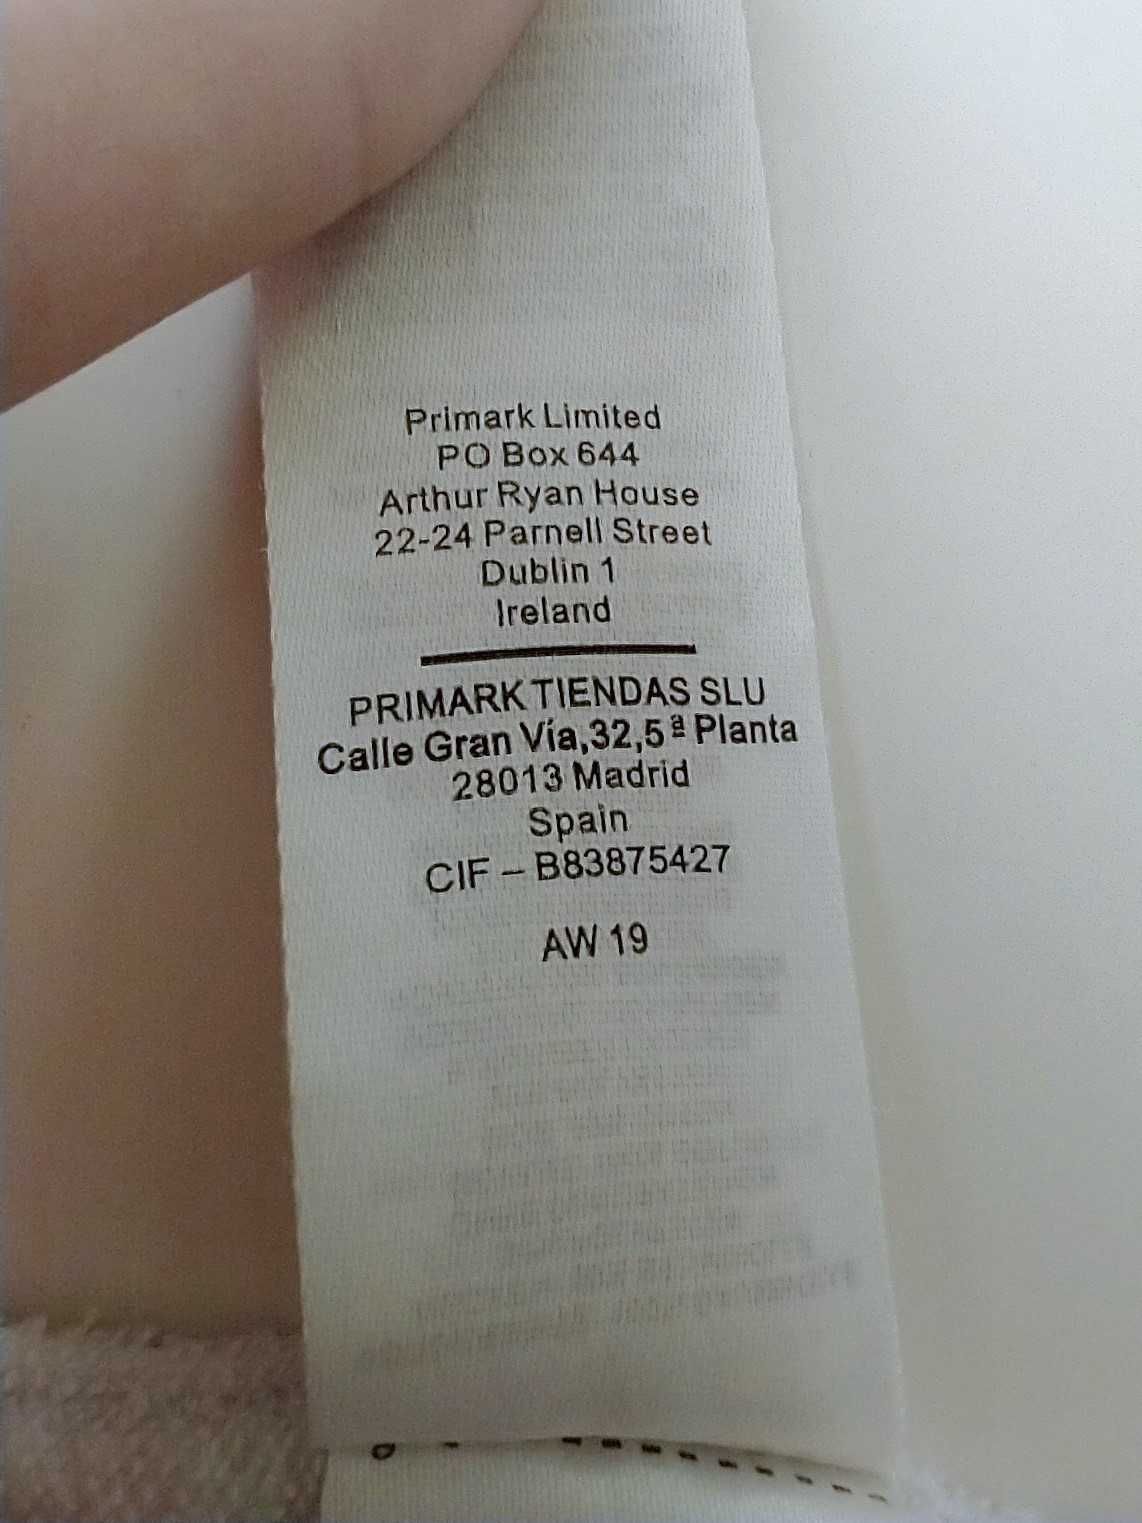 Primark Limited
PO Box 644
Arthur Ryan House
22-24 Parnell Street
Dublin 1
Ireland
PRIMARK TIENDAS SLU
Calle Gran Vía,32,5ª Planta
28013 Madrid
Spain
CIF – B83875427
AW 19